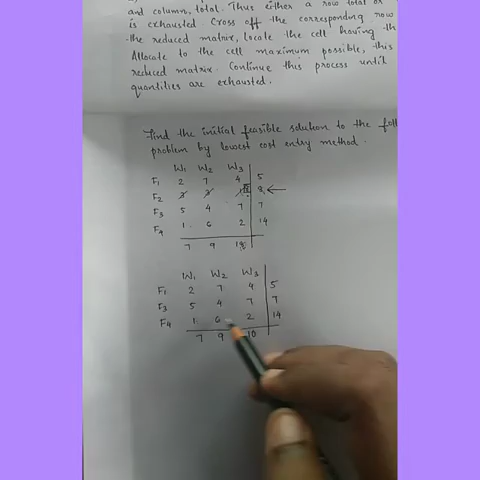 and column, total. Thus either a row total or
is exhausted. Cross off the corresponding row
the reduced matrix, locate the cell having th
Allocate to the cell maximum possible, this
reduced matrix. Continue this process until
quantities are exhausted.
Find the initial feasible solution to the foll
problem by lowest cost entry method.
W1 W2 W3
F1 2 7 4 5
F2 3 3 1 8 8 ←
F3 5 4 7 7
F4 1 6 2 14
7 9 18
W1 W2 W3
F1 2 7 4 5
F3 5 4 7 7
F4 1 6 2 14
7 9 10